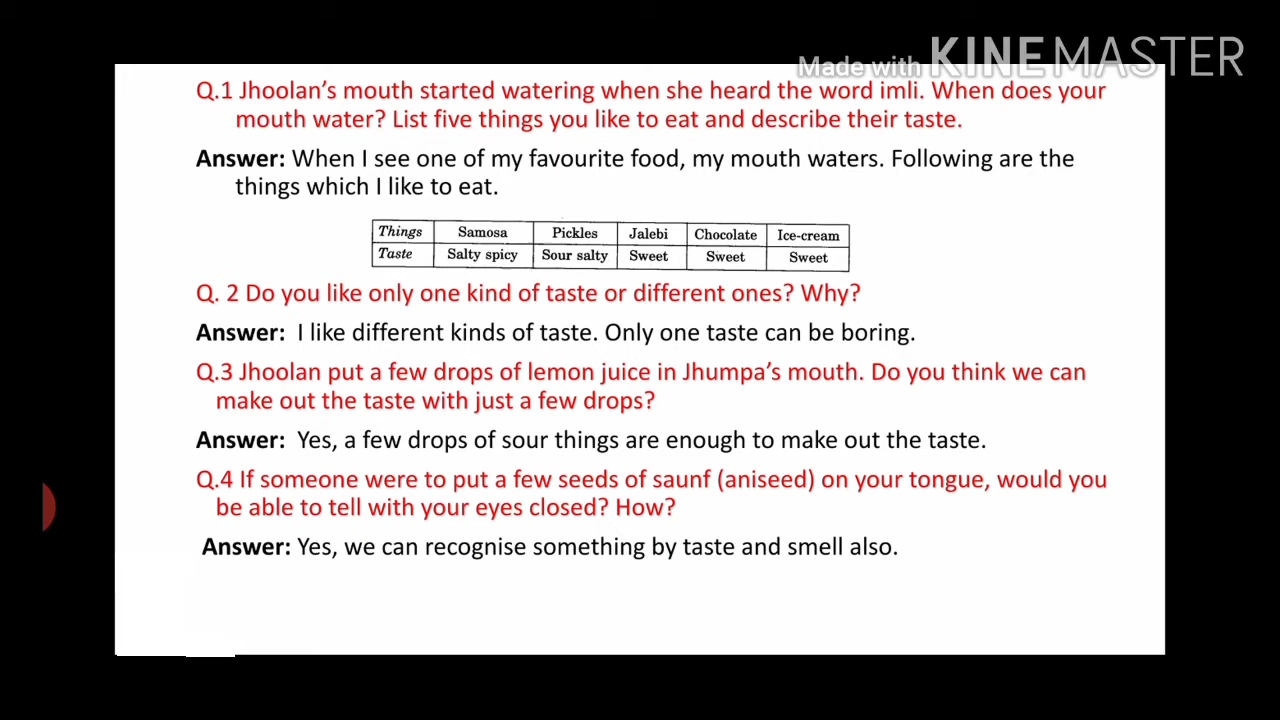 Made with KINEMASTER
Q.1 Jhoolan’s mouth started watering when she heard the word imli. When does your
mouth water? List five things you like to eat and describe their taste.
Answer: When I see one of my favourite food, my mouth waters. Following are the
things which I like to eat.
Things Samosa Pickles Jalebi Chocolate Ice-cream
Taste Salty spicy Sour salty Sweet Sweet Sweet
Q. 2 Do you like only one kind of taste or different ones? Why?
Answer: I like different kinds of taste. Only one taste can be boring.
Q.3 Jhoolan put a few drops of lemon juice in Jhumpa’s mouth. Do you think we can
make out the taste with just a few drops?
Answer: Yes, a few drops of sour things are enough to make out the taste.
Q.4 If someone were to put a few seeds of saunf (aniseed) on your tongue, would you
be able to tell with your eyes closed? How?
Answer: Yes, we can recognise something by taste and smell also.